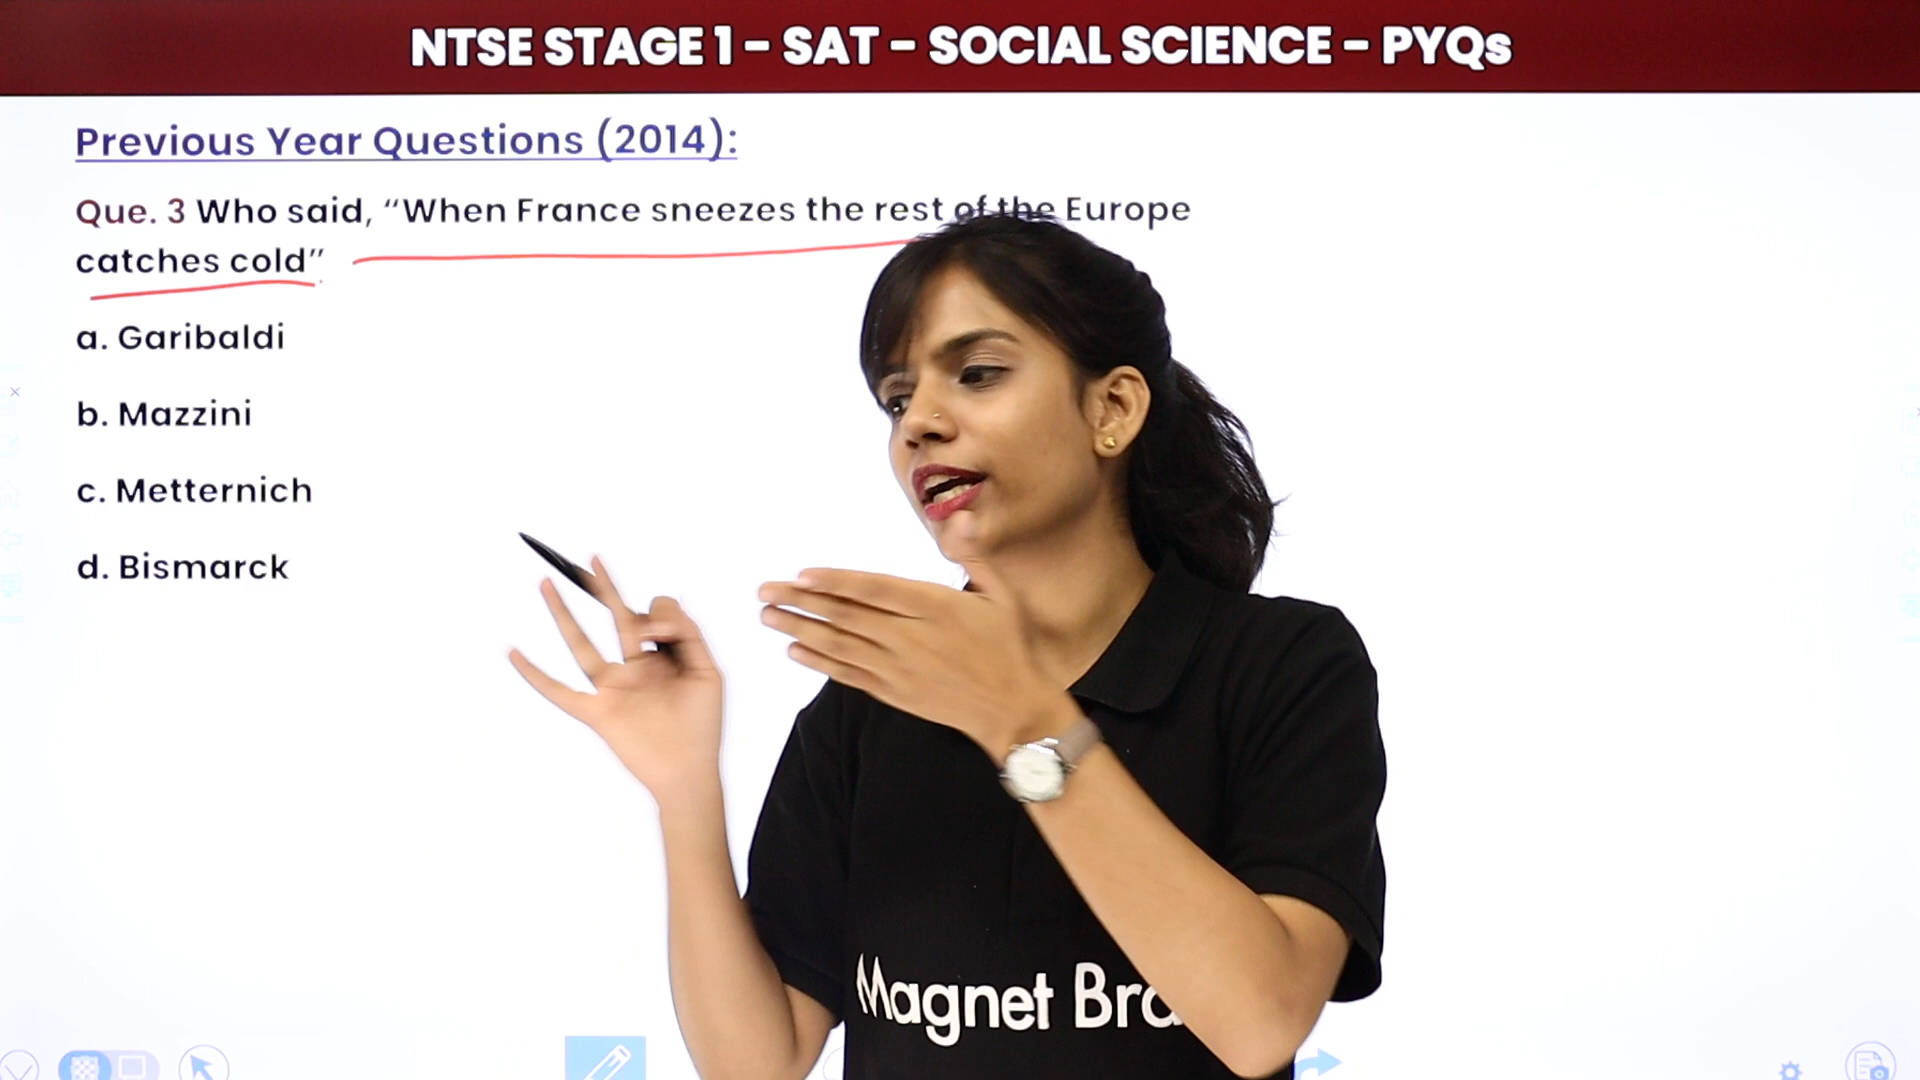 NTSE STAGE 1 - SAT - SOCIAL SCIENCE - PYQs
Previous Year Questions (2014):
Que. 3 Who said, “When France sneezes the rest of the Europe
catches cold”
a. Garibaldi
b. Mazzini
c. Metternich
d. Bismarck
Magnet Bra